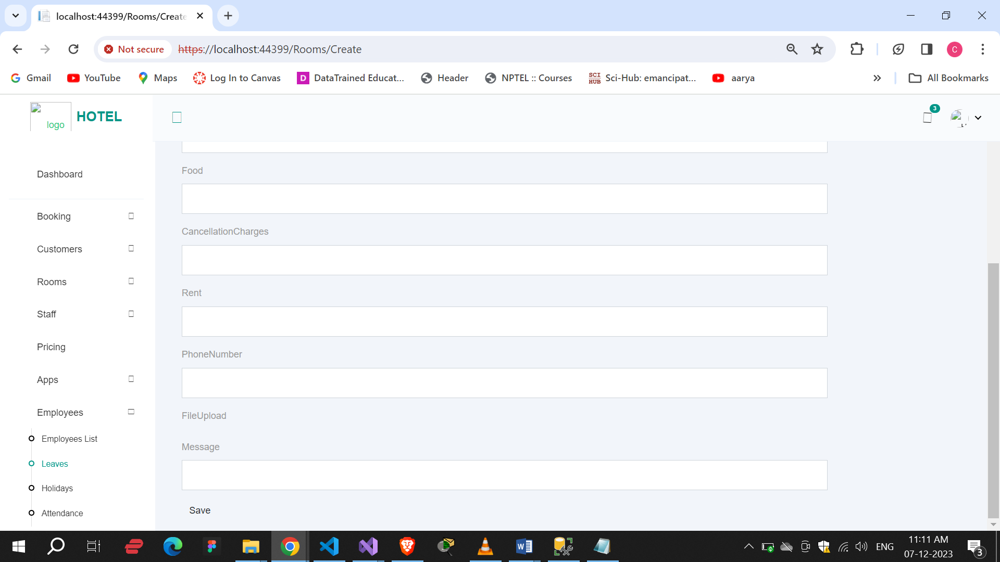 localhost:44399/Rooms/Create
Not secure
https://localhost:44399/Rooms/Create
C
Gmail
YouTube
Maps
Log In to Canvas
D
DataTrained Educat...
Header
NPTEL :: Courses
SCI HUB
Sci-Hub: emancipat...
aarya
All Bookmarks
logo
HOTEL
3
Dashboard
Booking
Customers
Rooms
Staff
Pricing
Apps
Employees
Employees List
Leaves
Holidays
Attendance
Food
CancellationCharges
Rent
PhoneNumber
FileUpload
Message
Save
ENG
11:11 AM
07-12-2023
3